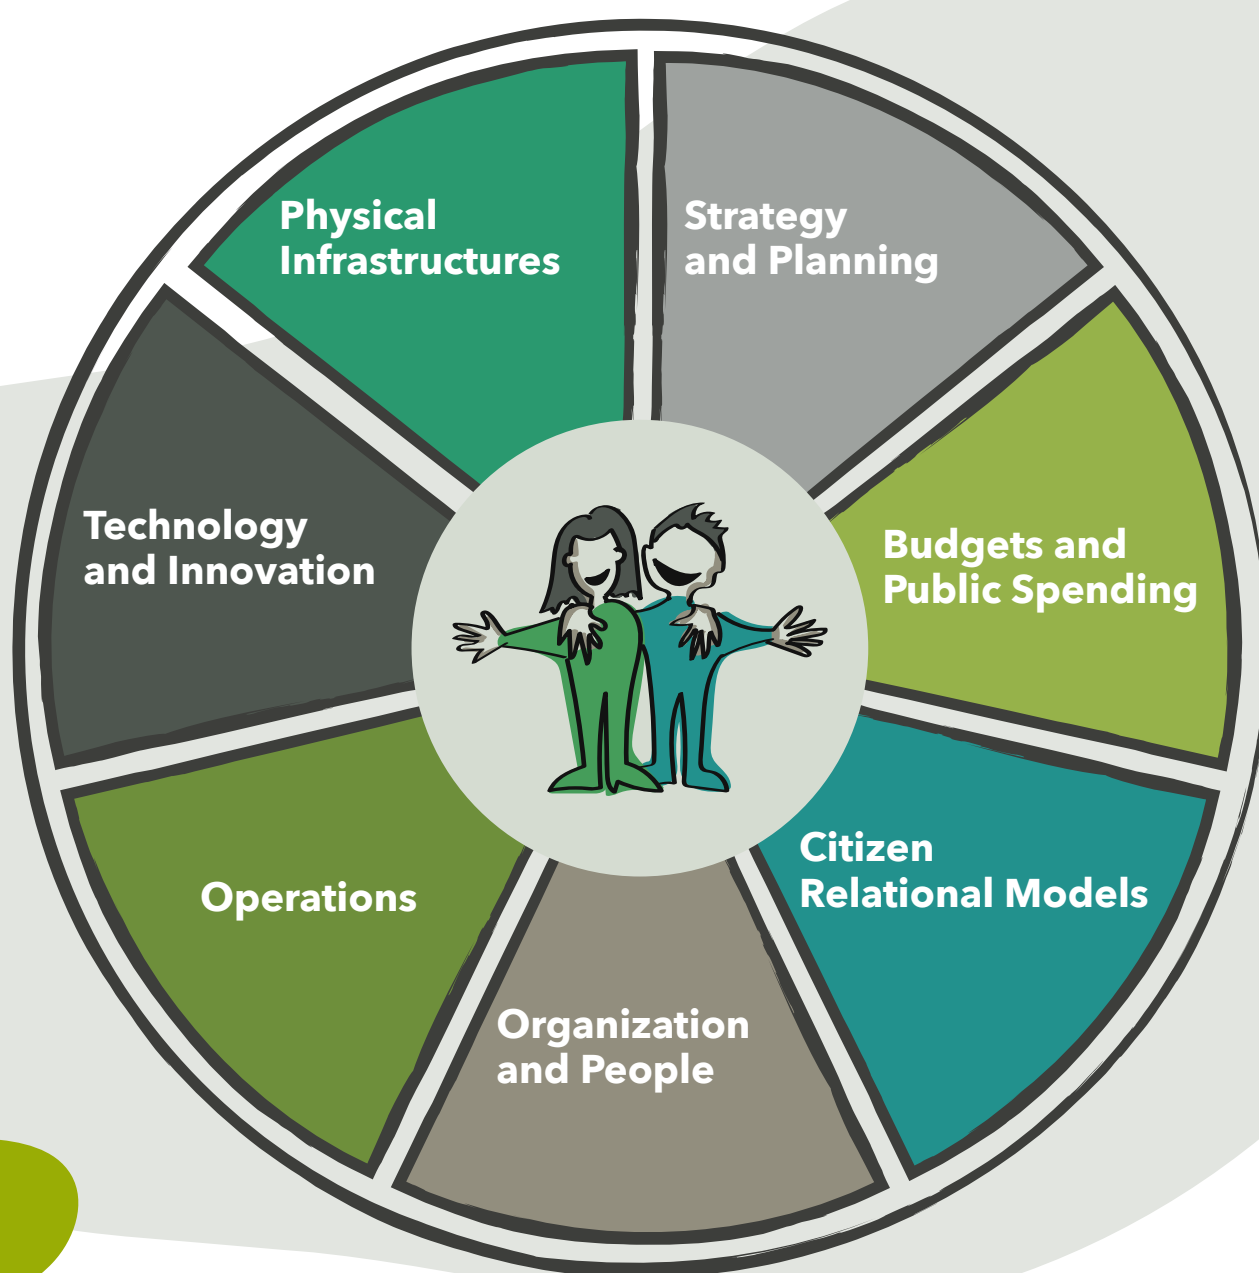 Physical
Infrastructures
Strategy
and Planning
Technology
and Innovation
Budgets and
Public Spending
Citizen
Relational Models
Operations
Organization
and People